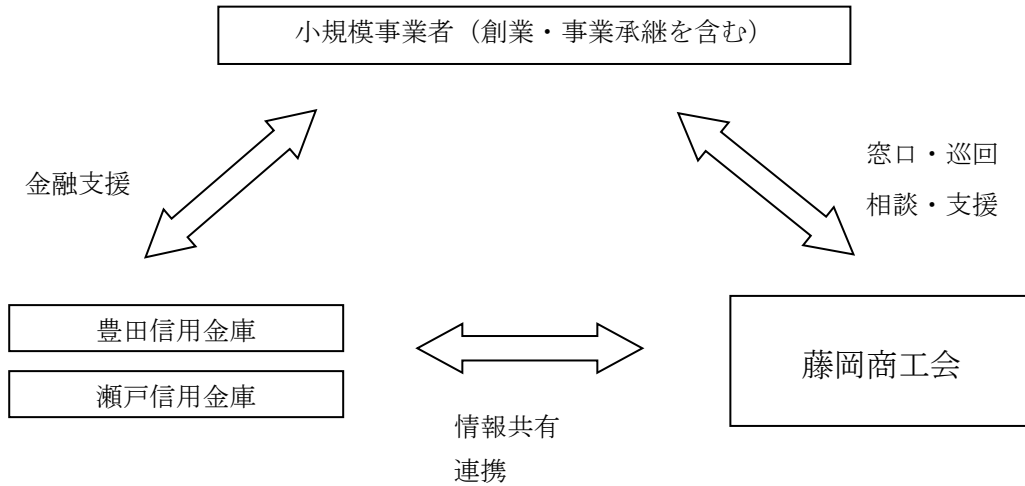 小規模事業者（創業・事業承継を含む）
金融支援
窓口・巡回
相談・支援
豊田信用金庫
瀬戸信用金庫
藤岡商工会
情報共有
連携